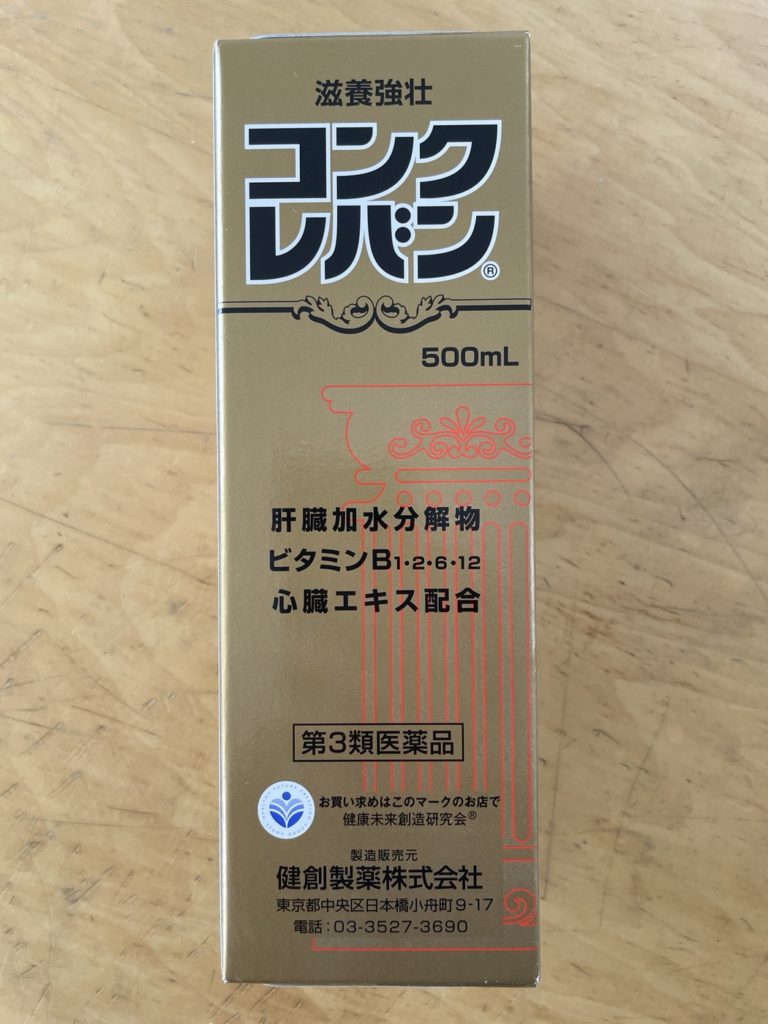 滋養強壮
コンク
レバン®
500mL
肝臓加水分解物
ビタミンB1・2・6・12
心臓エキス配合
第3類医薬品
お買い求めはこのマークのお店で
健康未来創造研究会®
製造販売元
健創製薬株式会社
東京都中央区日本橋小舟町9-17
電話:03-3527-3690